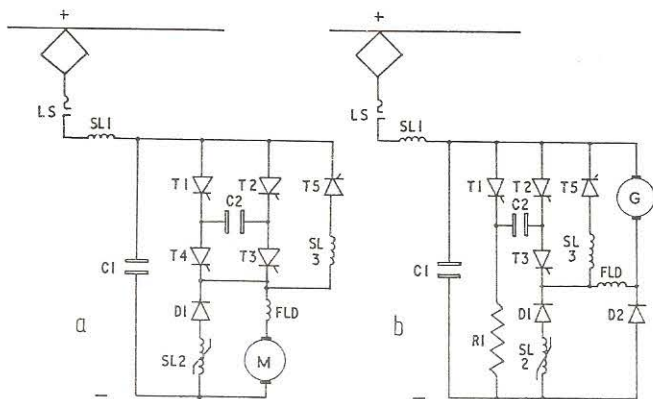 +
LS
SL1
T1
T2
T5
C2
T4
T3
SL
3
C1
D1
FLD
SL2
M
a
−
+
LS
SL1
T1
T2
T5
G
C2
T3
SL
3
FLD
C1
D1
D2
R1
SL
2
b
−